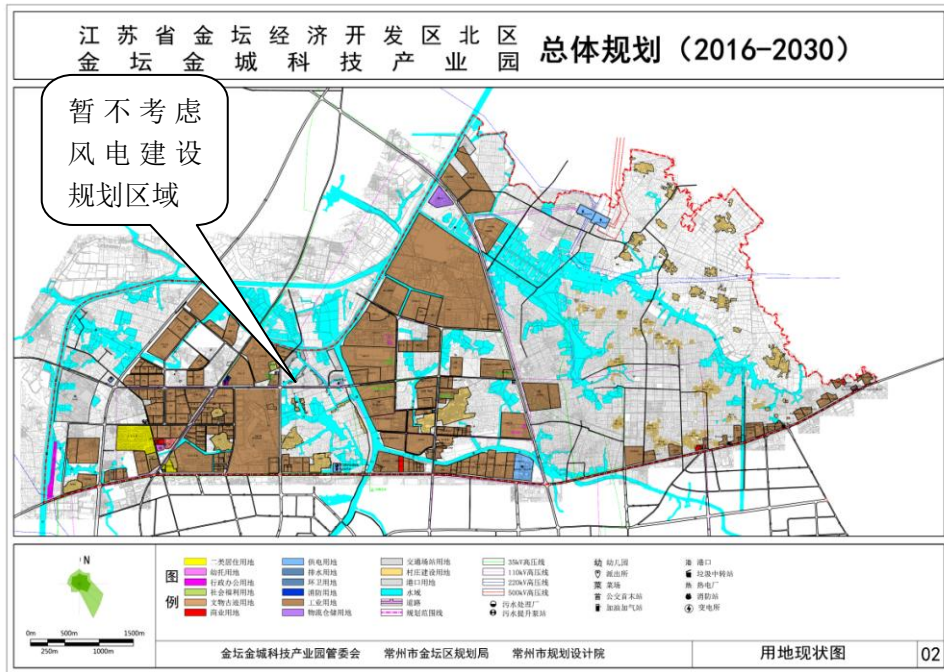 江苏省金坛经济开发区北区
金坛金城科技产业园
总体规划（2016-2030）
暂不考虑
风电建设
规划区域
N
0m 500m 1500m
250m 1000m
图
例
二类居住用地
幼托用地
行政办公用地
社会福利用地
文物古迹用地
商业用地
供电用地
排水用地
环卫用地
消防用地
工业用地
物流仓储用地
交通场站用地
村庄建设用地
港口用地
水域
道路
规划范围线
35kV高压线
110kV高压线
220kV高压线
500kV高压线
污水处理厂
污水提升泵站
幼 幼儿园
派出所
菜 菜场
首 公交首末站
加油加气站
港 港口
垃圾中转站
热 热电厂
消防站
变电所
金坛金城科技产业园管委会 常州市金坛区规划局 常州市规划设计院
用地现状图
02